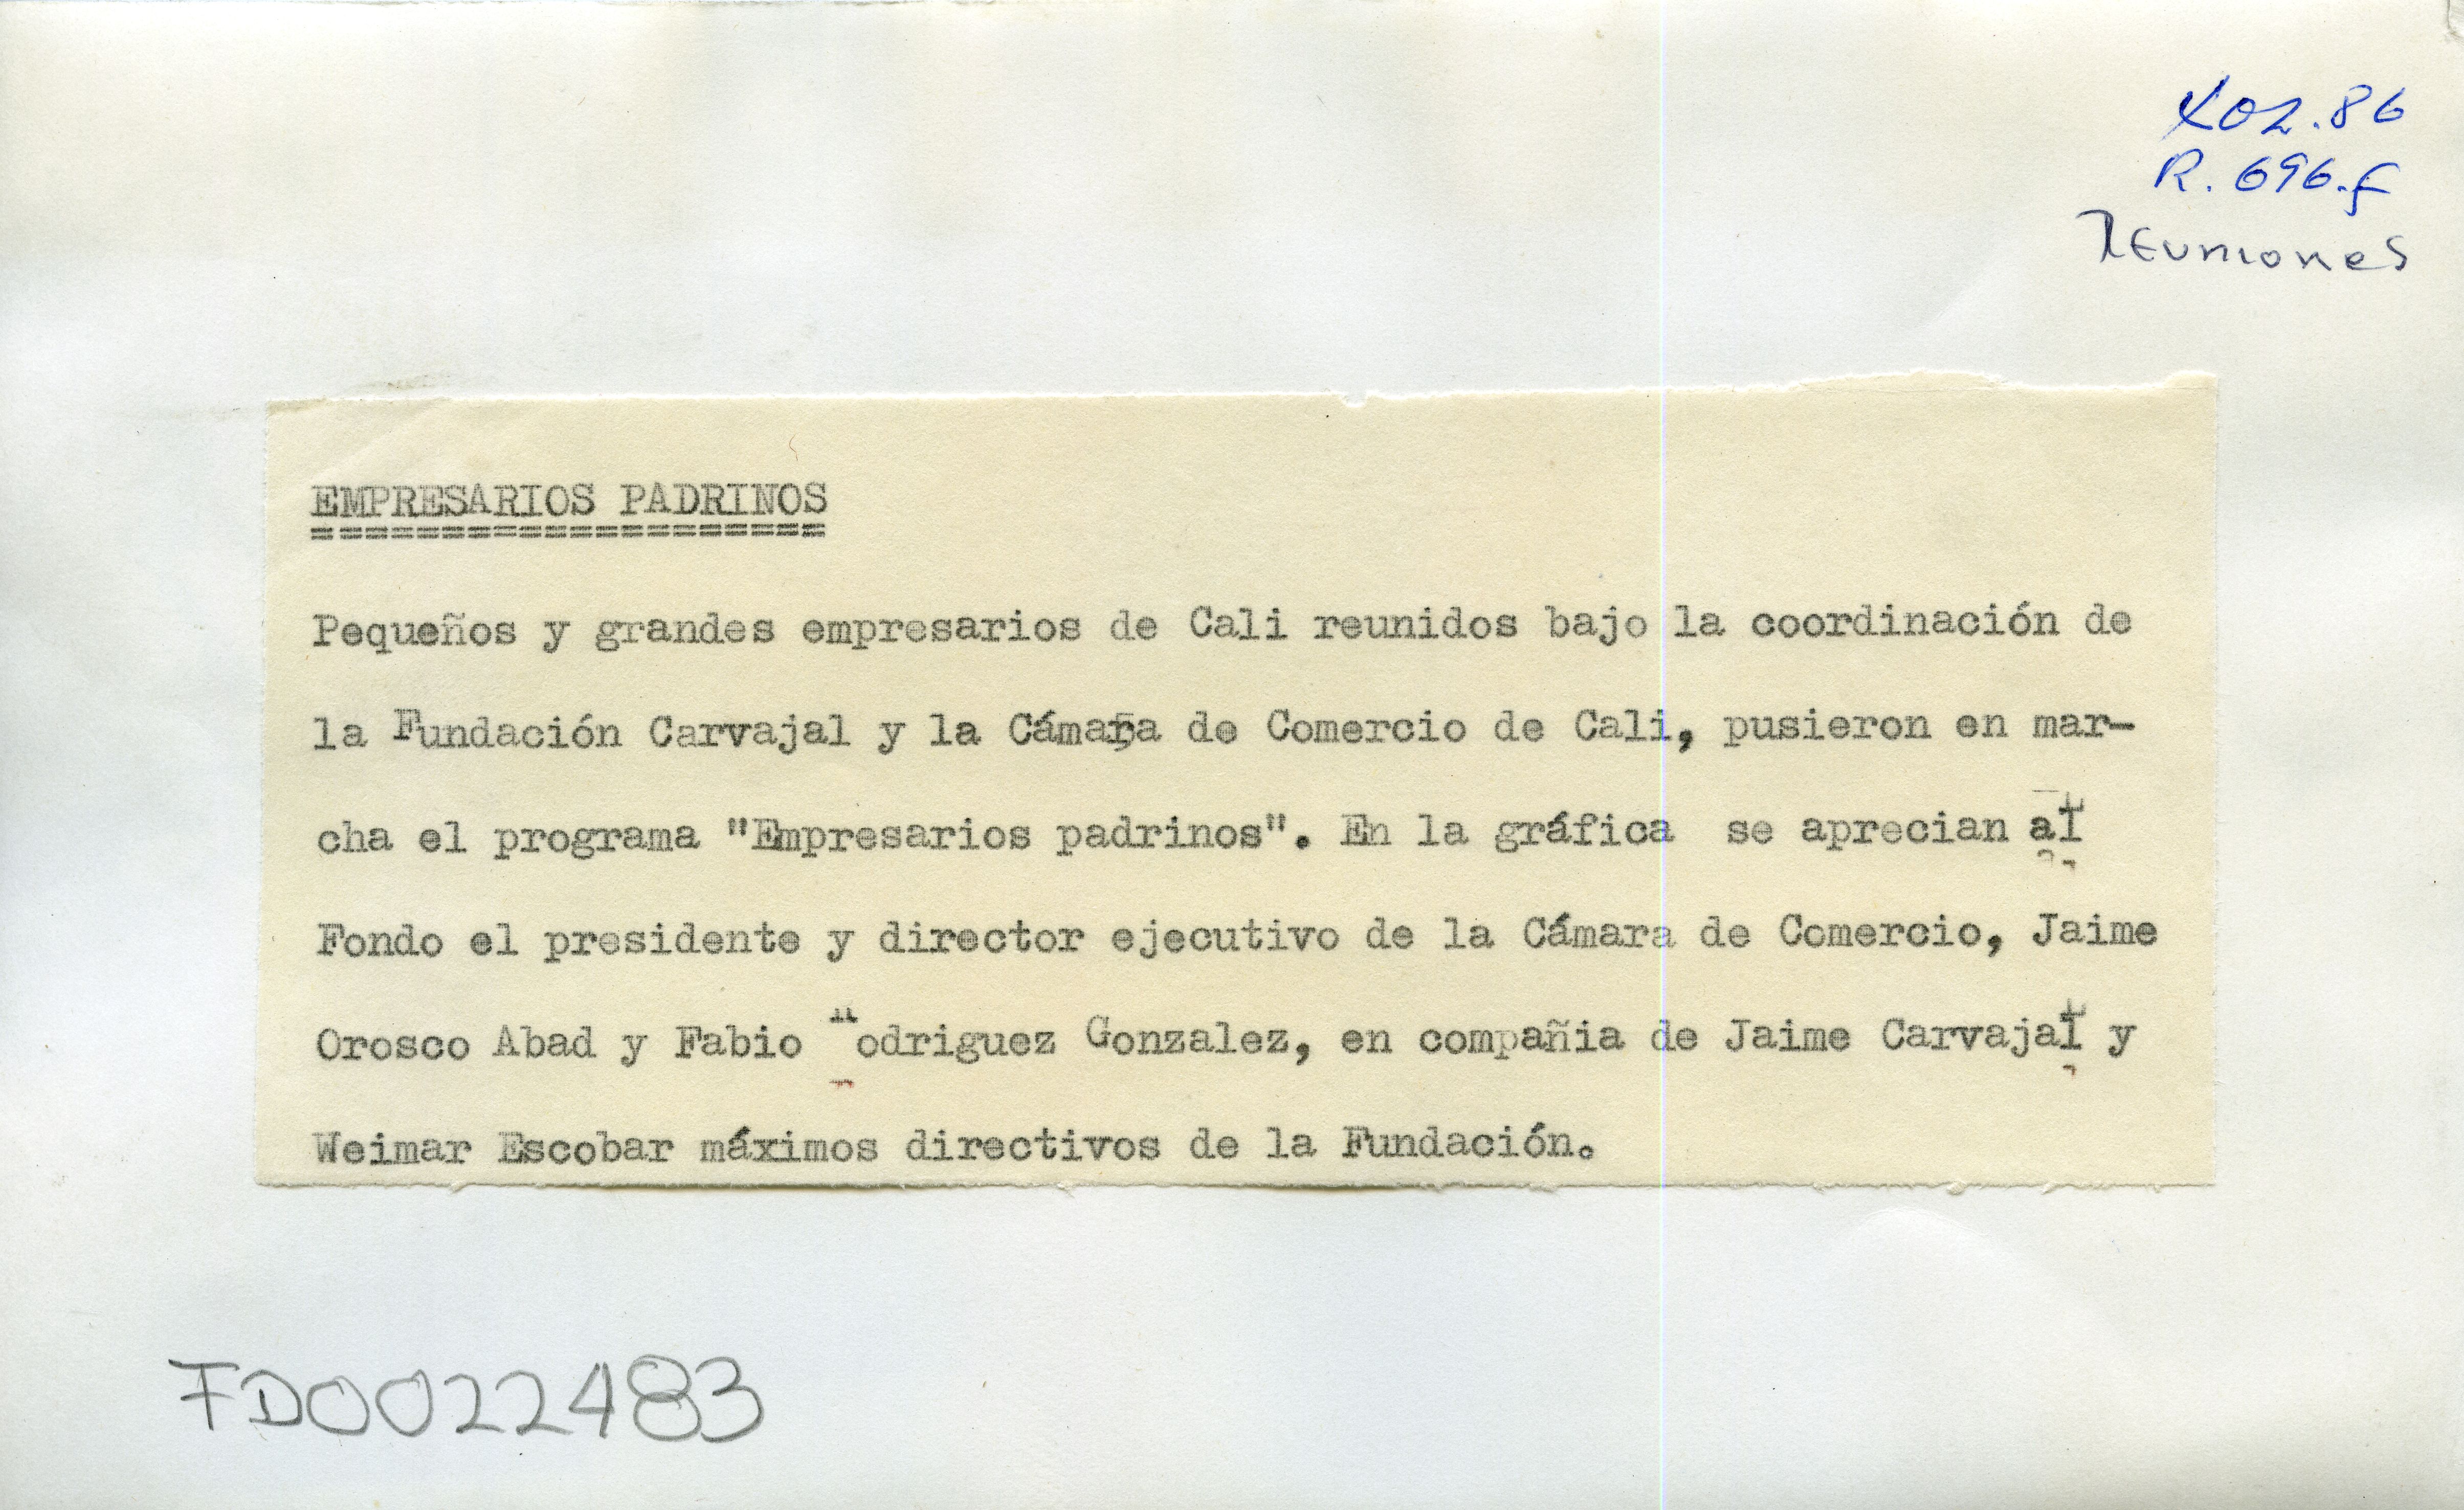 X02.86
R. 696.f
REUNIONES
EMPRESARIOS PADRINOS
====================
Pequeños y grandes empresarios de Cali reunidos bajo la coordinación de
la Fundación Carvajal y la Cámara de Comercio de Cali, pusieron en mar-
cha el programa "Empresarios padrinos". En la gráfica se aprecian al
Fondo el presidente y director ejecutivo de la Cámara de Comercio, Jaime
Orosco Abad y Fabio Rodriguez Gonzalez, en compañia de Jaime Carvajal y
Weimar Escobar máximos directivos de la Fundación.
FD0022483